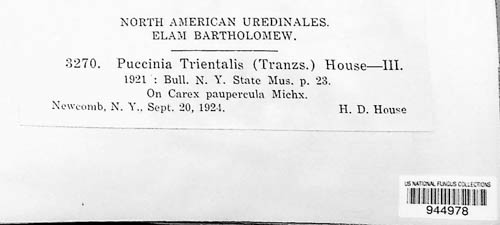 NORTH AMERICAN UREDINALES.
ELAM BARTHOLOMEW.
3270. Puccinia Trientalis (Tranzs.) House—III.
1921 : Bull. N. Y. State Mus. p. 23.
On Carex paupercula Michx.
Newcomb, N. Y., Sept. 20, 1924. H. D. House
US NATIONAL FUNGUS COLLECTIONS
944978